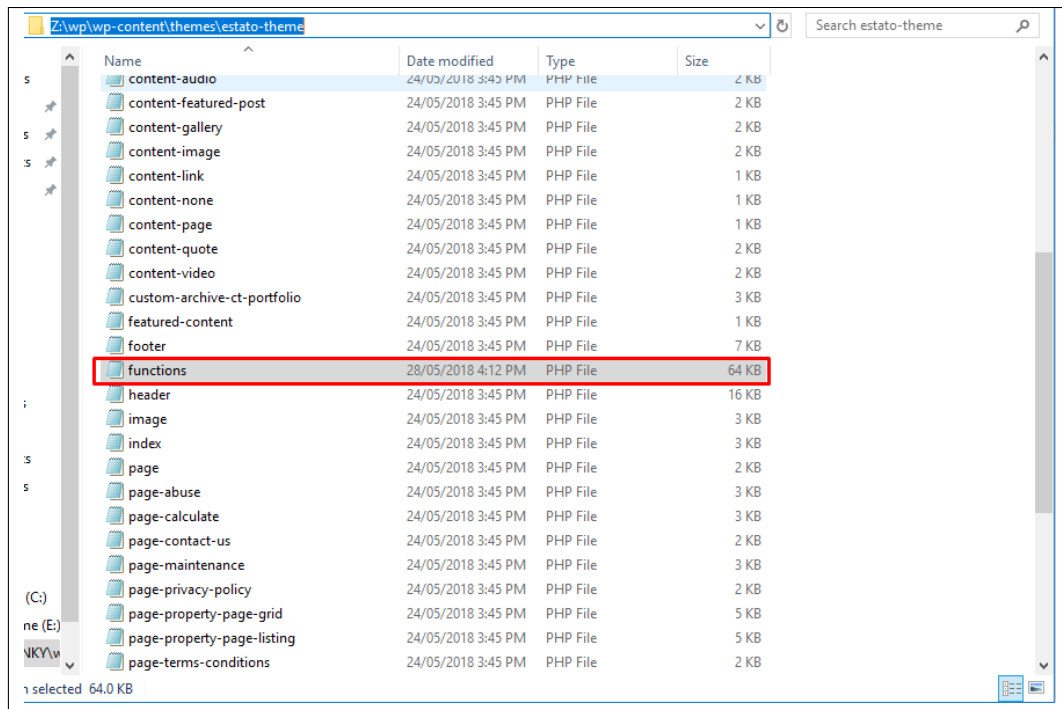 Z:\wp\wp-content\themes\estato-theme Search estato-theme
Name Date modified Type Size
content-audio 24/05/2018 3:45 PM PHP File 2 KB
content-featured-post 24/05/2018 3:45 PM PHP File 2 KB
content-gallery 24/05/2018 3:45 PM PHP File 2 KB
content-image 24/05/2018 3:45 PM PHP File 2 KB
content-link 24/05/2018 3:45 PM PHP File 1 KB
content-none 24/05/2018 3:45 PM PHP File 1 KB
content-page 24/05/2018 3:45 PM PHP File 1 KB
content-quote 24/05/2018 3:45 PM PHP File 2 KB
content-video 24/05/2018 3:45 PM PHP File 2 KB
custom-archive-ct-portfolio 24/05/2018 3:45 PM PHP File 3 KB
featured-content 24/05/2018 3:45 PM PHP File 1 KB
footer 24/05/2018 3:45 PM PHP File 7 KB
functions 28/05/2018 4:12 PM PHP File 64 KB
header 24/05/2018 3:45 PM PHP File 16 KB
image 24/05/2018 3:45 PM PHP File 3 KB
index 24/05/2018 3:45 PM PHP File 3 KB
page 24/05/2018 3:45 PM PHP File 2 KB
page-abuse 24/05/2018 3:45 PM PHP File 3 KB
page-calculate 24/05/2018 3:45 PM PHP File 3 KB
page-contact-us 24/05/2018 3:45 PM PHP File 2 KB
page-maintenance 24/05/2018 3:45 PM PHP File 3 KB
page-privacy-policy 24/05/2018 3:45 PM PHP File 2 KB
(C:)
page-property-page-grid 24/05/2018 3:45 PM PHP File 5 KB
ne (E:)
page-property-page-listing 24/05/2018 3:45 PM PHP File 5 KB
NKY\w
page-terms-conditions 24/05/2018 3:45 PM PHP File 2 KB
selected 64.0 KB